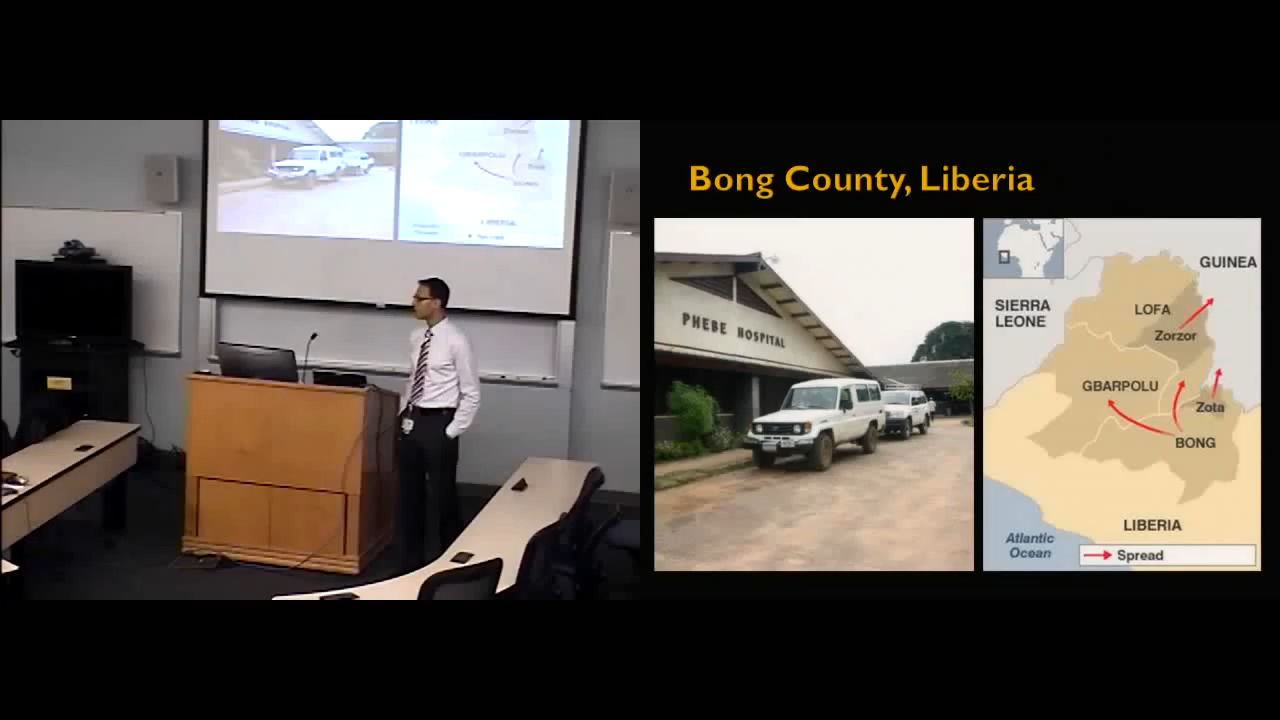 Bong County, Liberia
PHEBE HOSPITAL
GUINEA
SIERRA
LEONE
LOFA
Zorzor
GBARPOLU
Zota
BONG
LIBERIA
Atlantic
Ocean
Spread